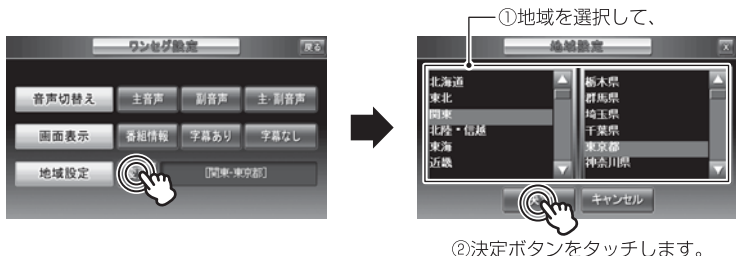 ①地域を選択して、
ワンセグ設定
戻る
音声切替え
主音声
副音声
主・副音声
画面表示
番組情報
字幕あり
字幕なし
地域設定
[関東-東京都]
地域設定
x
北海道
東北
関東
北陸・信越
東海
近畿
栃木県
群馬県
埼玉県
千葉県
東京都
神奈川県
キャンセル
②決定ボタンをタッチします。